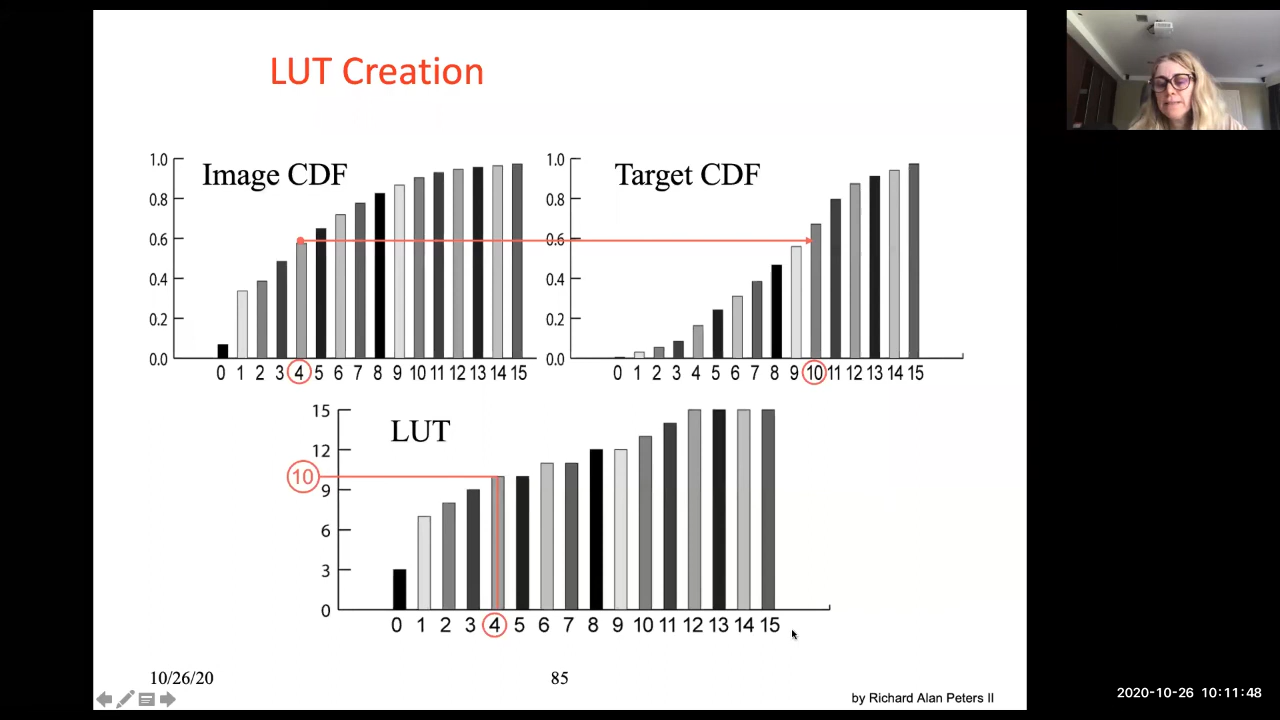 LUT Creation
Image CDF
1.0
0.8
0.6
0.4
0.2
0.0
0 1 2 3 4 5 6 7 8 9 10 11 12 13 14 15
Target CDF
1.0
0.8
0.6
0.4
0.2
0.0
0 1 2 3 4 5 6 7 8 9 10 11 12 13 14 15
LUT
15
12
10
9
6
3
0
0 1 2 3 4 5 6 7 8 9 10 11 12 13 14 15
10/26/20
85
by Richard Alan Peters II
2020-10-26 10:11:48